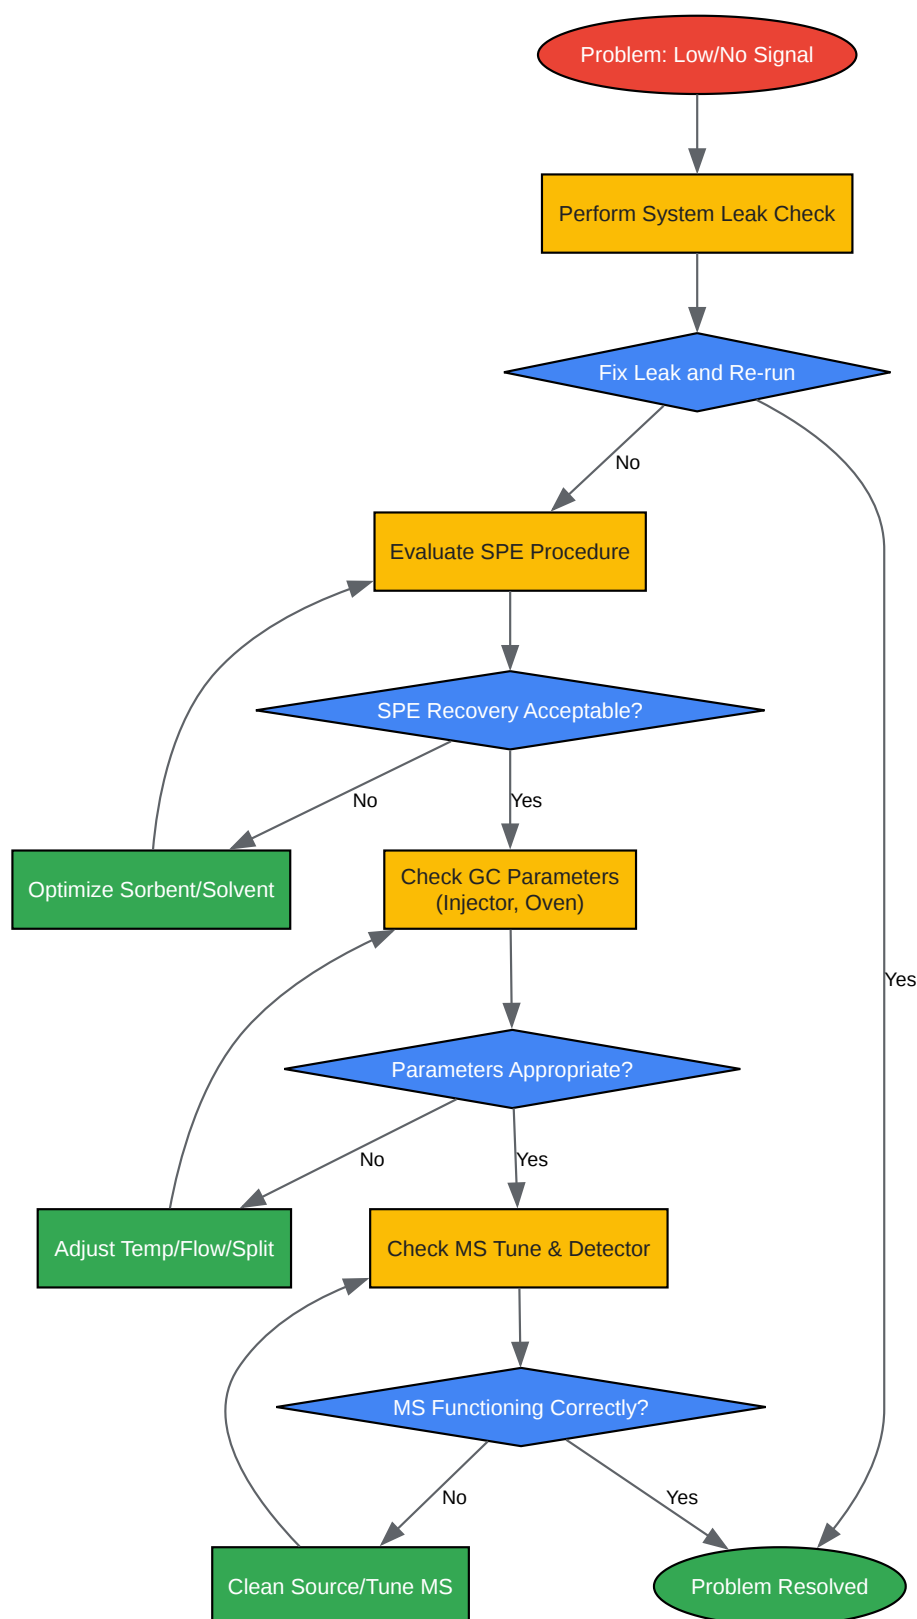 Problem: Low/No Signal
Perform System Leak Check
Fix Leak and Re-run
No
Evaluate SPE Procedure
SPE Recovery Acceptable?
No
Yes
Optimize Sorbent/Solvent
Check GC Parameters
(Injector, Oven)
Yes
Parameters Appropriate?
No
Yes
Adjust Temp/Flow/Split
Check MS Tune & Detector
MS Functioning Correctly?
No
Yes
Clean Source/Tune MS
Problem Resolved